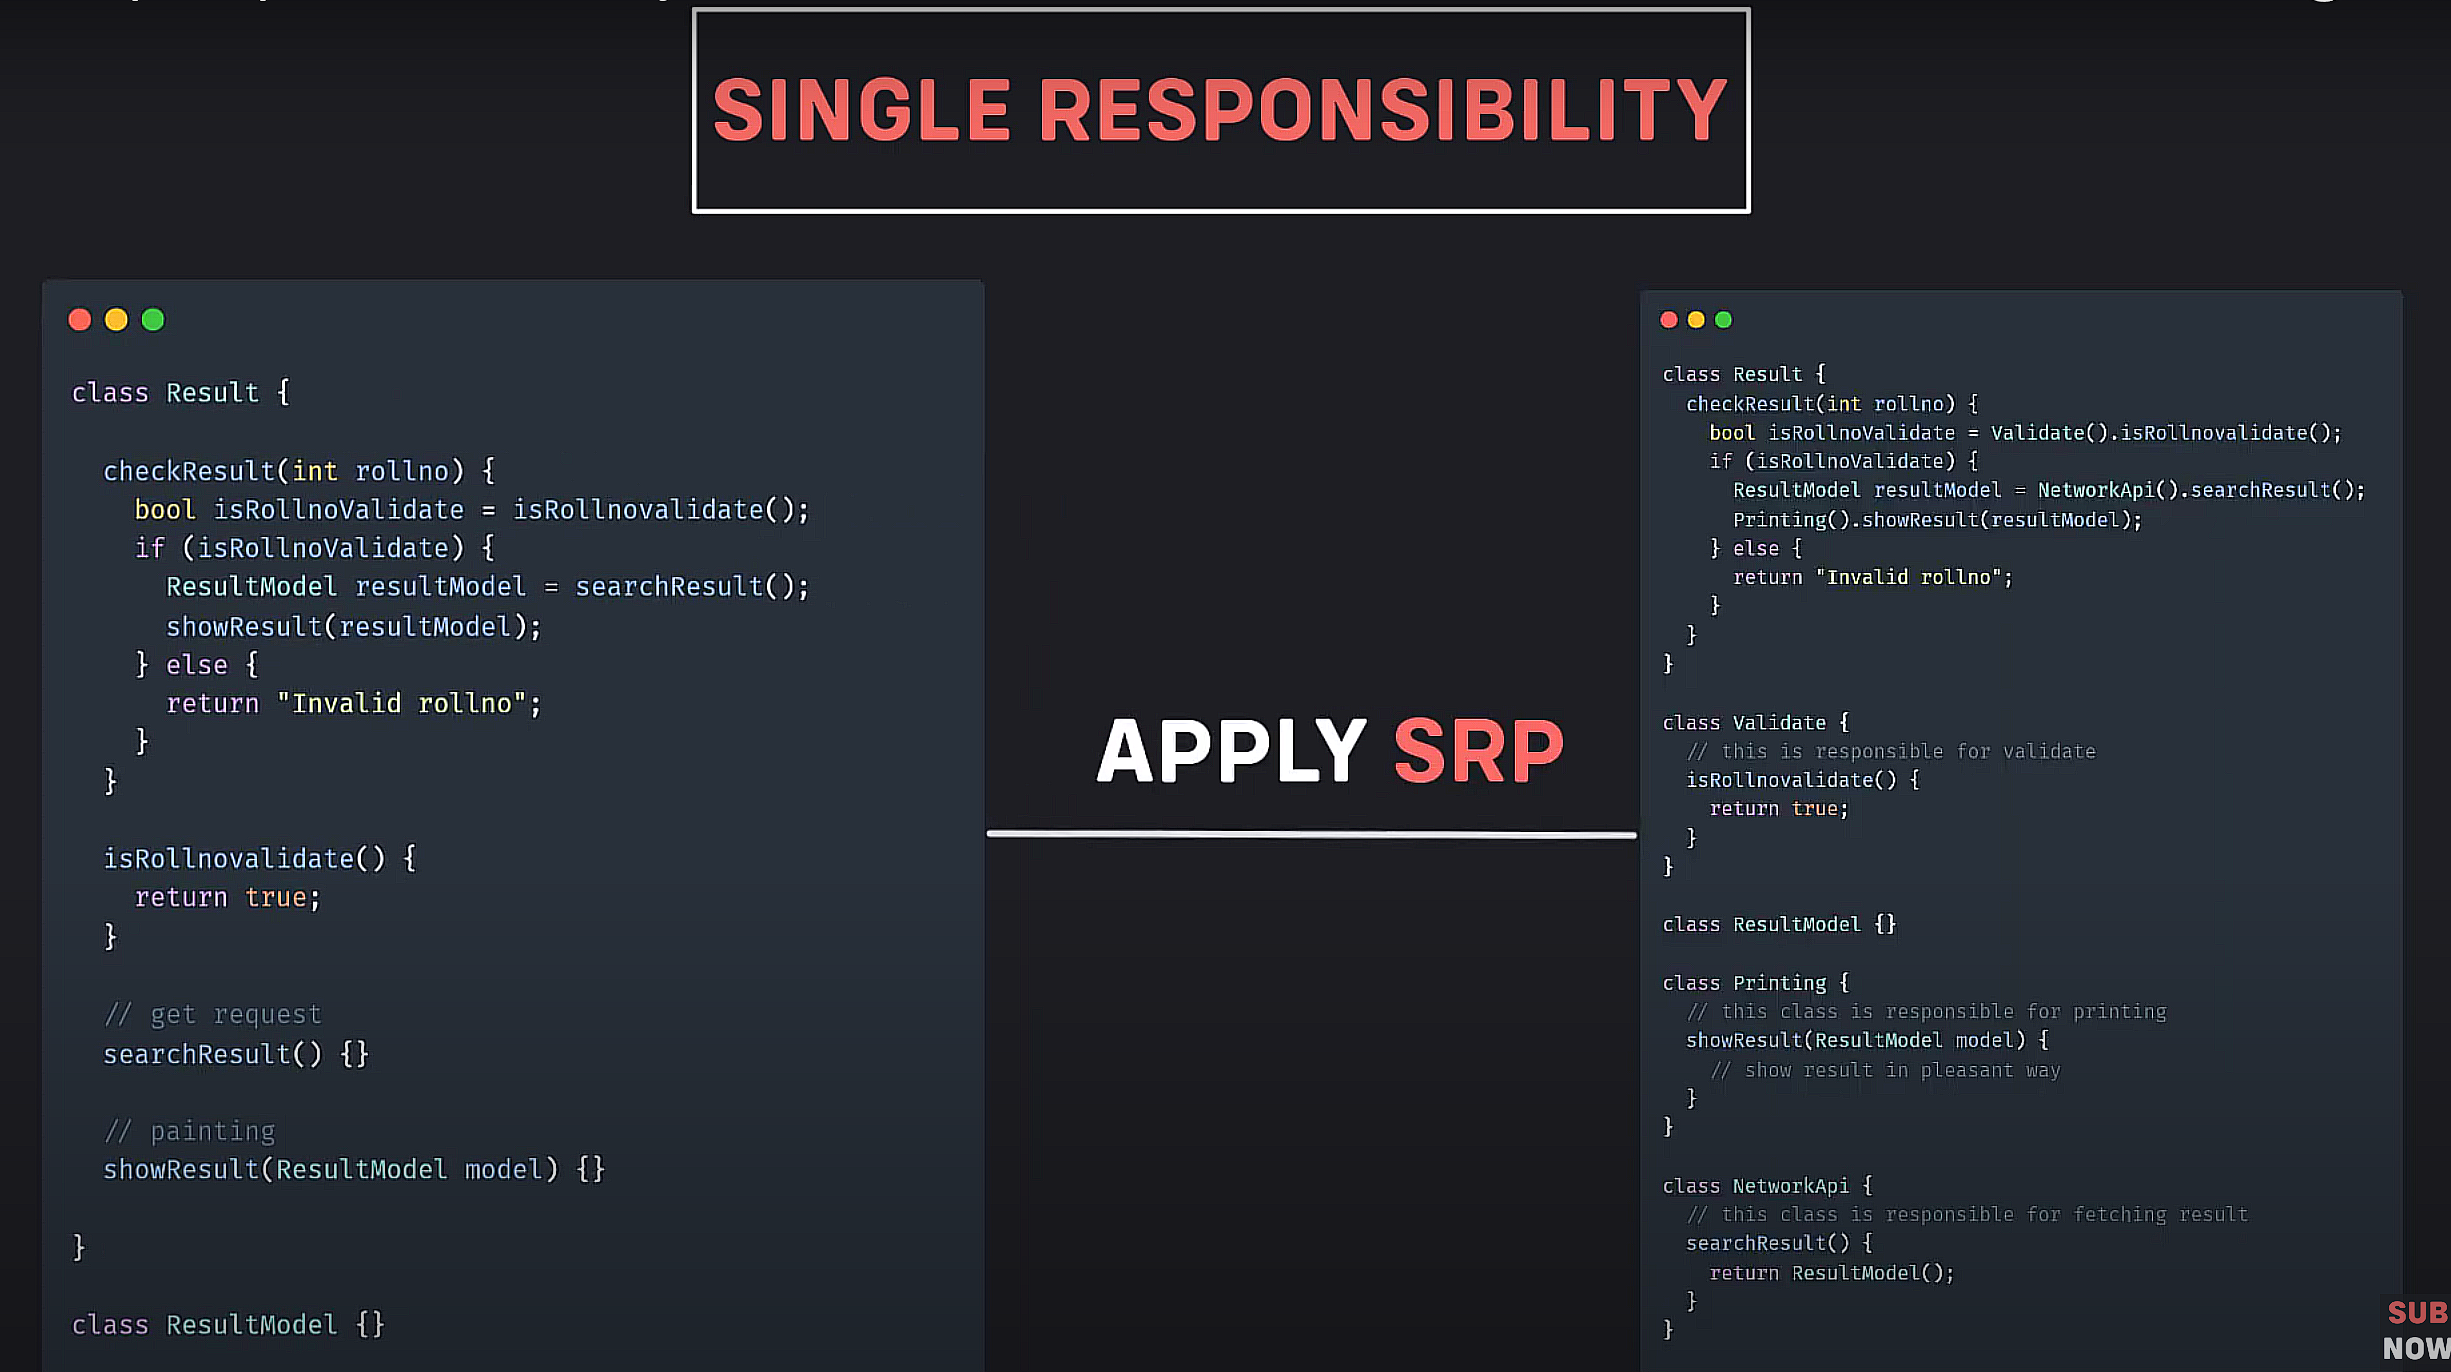 SINGLE RESPONSIBILITY
class Result {
checkResult(int rollno) {
bool isRollnoValidate = isRollnovalidate();
if (isRollnoValidate) {
ResultModel resultModel = searchResult();
showResult(resultModel);
} else {
return "Invalid rollno";
}
}
isRollnovalidate() {
return true;
}
// get request
searchResult() {}
// painting
showResult(ResultModel model) {}
}
class ResultModel {}
APPLY SRP
class Result {
checkResult(int rollno) {
bool isRollnoValidate = Validate().isRollnovalidate();
if (isRollnoValidate) {
ResultModel resultModel = NetworkApi().searchResult();
Printing().showResult(resultModel);
} else {
return "Invalid rollno";
}
}
}
class Validate {
// this is responsible for validate
isRollnovalidate() {
return true;
}
}
class ResultModel {}
class Printing {
// this class is responsible for printing
showResult(ResultModel model) {
// show result in pleasant way
}
}
class NetworkApi {
// this class is responsible for fetching result
searchResult() {
return ResultModel();
}
}
SUB
NOW